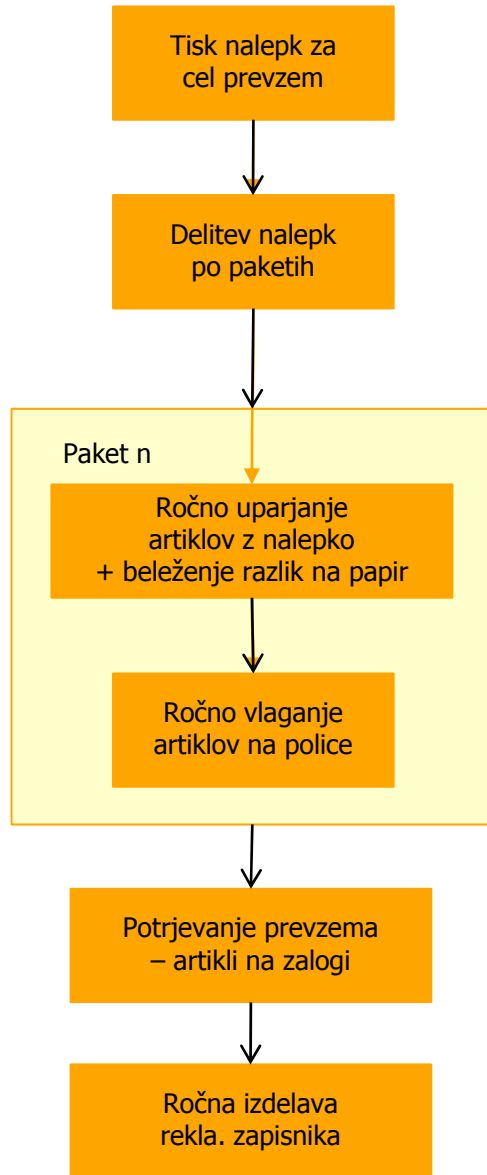 Tisk nalepk za
cel prevzem
Delitev nalepk
po paketih
Paket n
Ročno uparjanje
artiklov z nalepko
+ beleženje razlik na papir
Ročno vlaganje
artiklov na police
Potrjevanje prevzema
– artikli na zalogi
Ročna izdelava
rekla. zapisnika